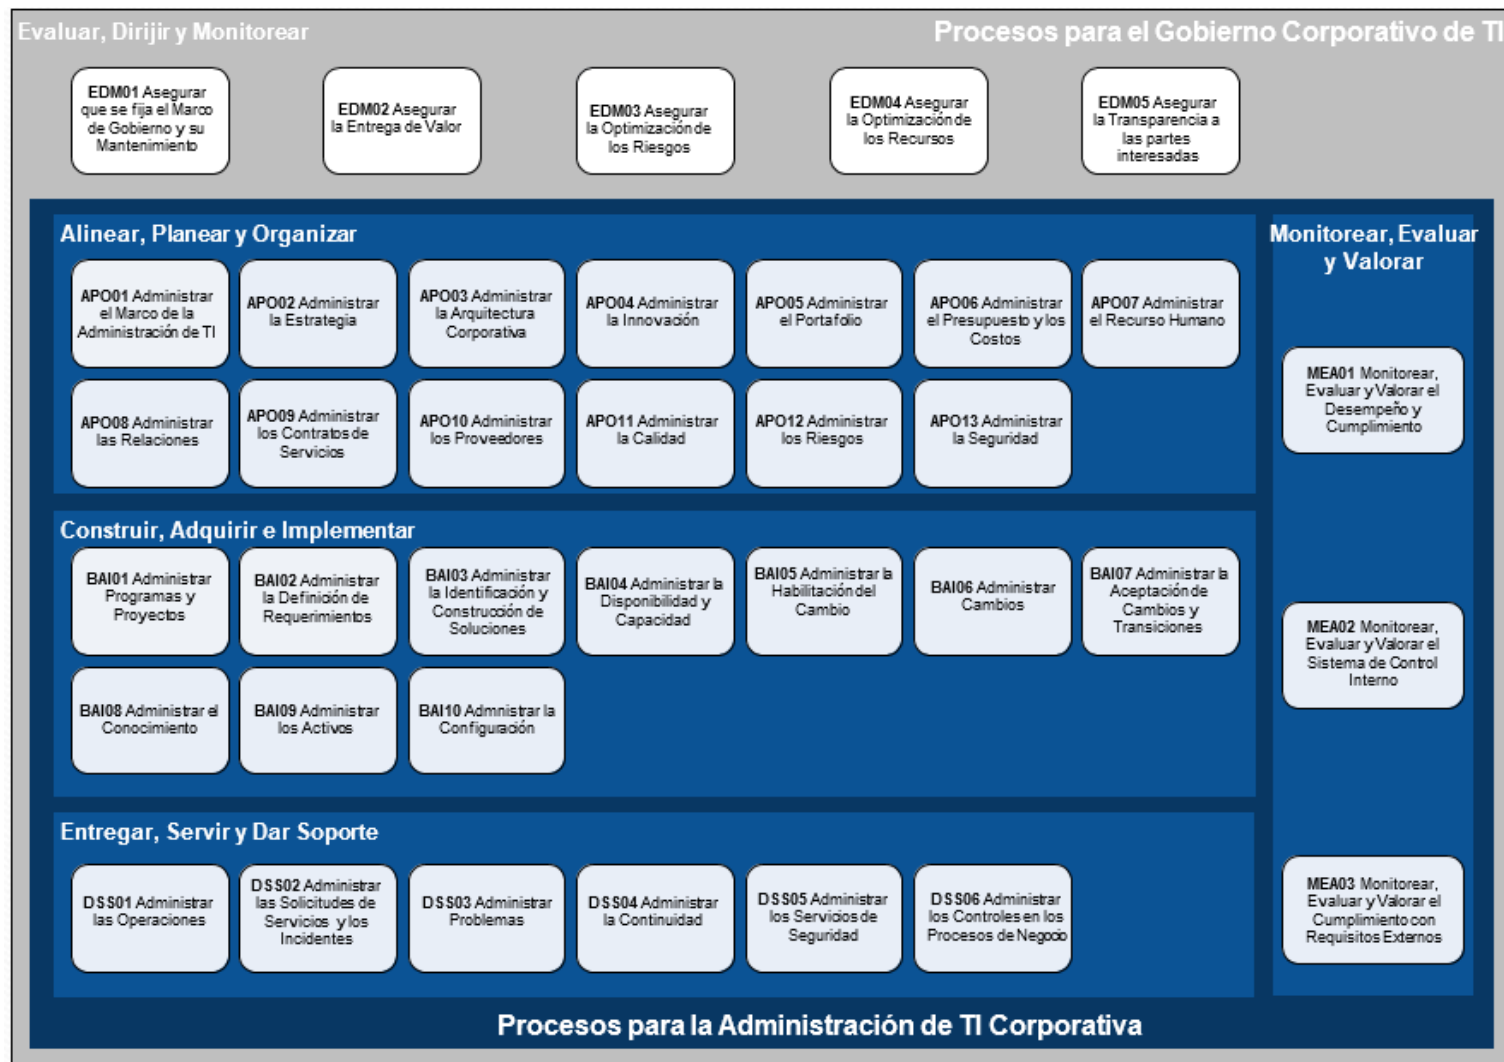 Evaluar, Dirijir y Monitorear
Procesos para el Gobierno Corporativo de TI
EDM01 Asegurar
que se fija el Marco
de Gobierno y su
Mantenimiento
EDM02 Asegurar
la Entrega de Valor
EDM03 Asegurar
la Optimización de
los Riesgos
EDM04 Asegurar
la Optimización de
los Recursos
EDM05 Asegurar
la Transparencia a
las partes
interesadas
Alinear, Planear y Organizar
APO01 Administrar
el Marco de la
Administración de TI
APO02 Administrar
la Estrategia
APO03 Administrar
la Arquitectura
Corporativa
APO04 Administrar
la Innovación
APO05 Administrar
el Portafolio
APO06 Administrar
el Presupuesto y los
Costos
APO07 Administrar
el Recurso Humano
APO08 Administrar
las Relaciones
APO09 Administrar
los Contratos de
Servicios
APO10 Administrar
los Proveedores
APO11 Administrar
la Calidad
APO12 Administrar
los Riesgos
APO13 Administrar
la Seguridad
Construir, Adquirir e Implementar
BAI01 Administrar
Programas y
Proyectos
BAI02 Administrar
la Definición de
Requerimientos
BAI03 Administrar
la Identificación y
Construcción de
Soluciones
BAI04 Administrar la
Disponibilidad y
Capacidad
BAI05 Administrar la
Habilitación del
Cambio
BAI06 Administrar
Cambios
BAI07 Administrar la
Aceptación de
Cambios y
Transiciones
BAI08 Administrar el
Conocimiento
BAI09 Administrar
los Activos
BAI10 Admnistrar la
Configuración
Entregar, Servir y Dar Soporte
DSS01 Administrar
las Operaciones
DSS02 Administrar
las Solicitudes de
Servicios y los
Incidentes
DSS03 Administrar
Problemas
DSS04 Administrar
la Continuidad
DSS05 Administrar
los Servicios de
Seguridad
DSS06 Administrar
los Controles en los
Procesos de Negocio
Monitorear, Evaluar
y Valorar
MEA01 Monitorear,
Evaluar y Valorar el
Desempeño y
Cumplimiento
MEA02 Monitorear,
Evaluar y Valorar el
Sistema de Control
Interno
MEA03 Monitorear,
Evaluar y Valorar el
Cumplimiento con
Requisitos Externos
Procesos para la Administración de TI Corporativa